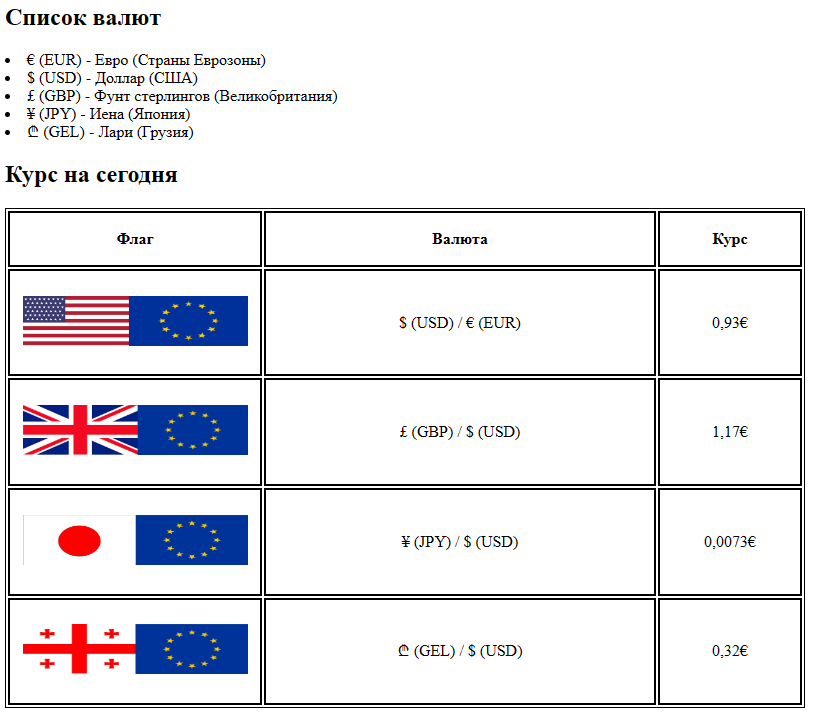 Список валют
• € (EUR) - Евро (Страны Еврозоны)
• $ (USD) - Доллар (США)
• £ (GBP) - Фунт стерлингов (Великобритания)
• ¥ (JPY) - Иена (Япония)
• ₾ (GEL) - Лари (Грузия)
Курс на сегодня
Флаг Валюта Курс
$ (USD) / € (EUR) 0,93€
£ (GBP) / $ (USD) 1,17€
¥ (JPY) / $ (USD) 0,0073€
₾ (GEL) / $ (USD) 0,32€